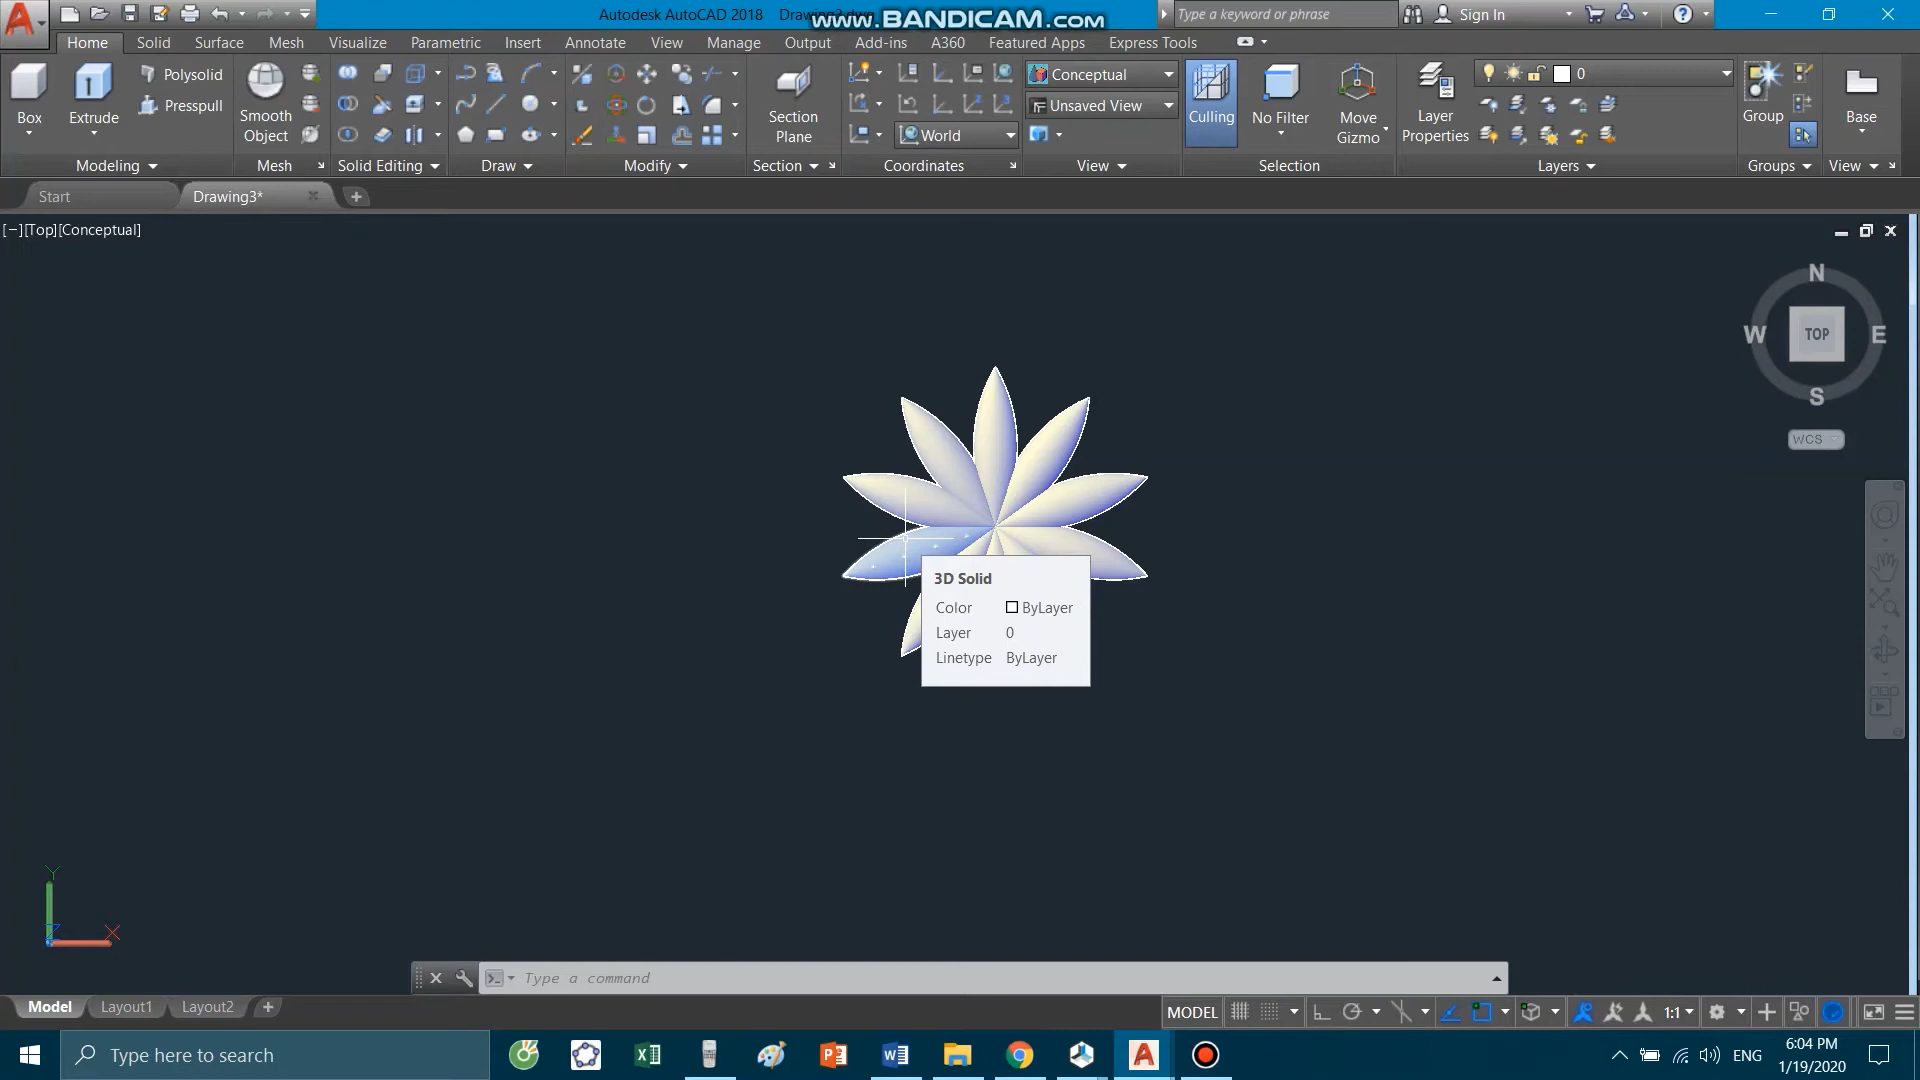 Autodesk AutoCAD 2018 Drawing3.dwg
www.BANDICAM.com
Type a keyword or phrase
Sign In
Home Solid Surface Mesh Visualize Parametric Insert Annotate View Manage Output Add-ins A360 Featured Apps Express Tools
Box
Extrude
Polysolid
Presspull
Smooth
Object
Section
Plane
World
Conceptual
Unsaved View
Culling
No Filter
Move
Gizmo
Layer
Properties
0
Group
Base
Modeling Mesh Solid Editing Draw Modify Section Coordinates View Selection Layers Groups View
Start
Drawing3*
[−][Top][Conceptual]
N
W TOP E
S
WCS
3D Solid
Color ByLayer
Layer 0
Linetype ByLayer
Y
X
Z
Type a command
Model Layout1 Layout2
MODEL
1:1
Type here to search
ENG
6:04 PM
1/19/2020